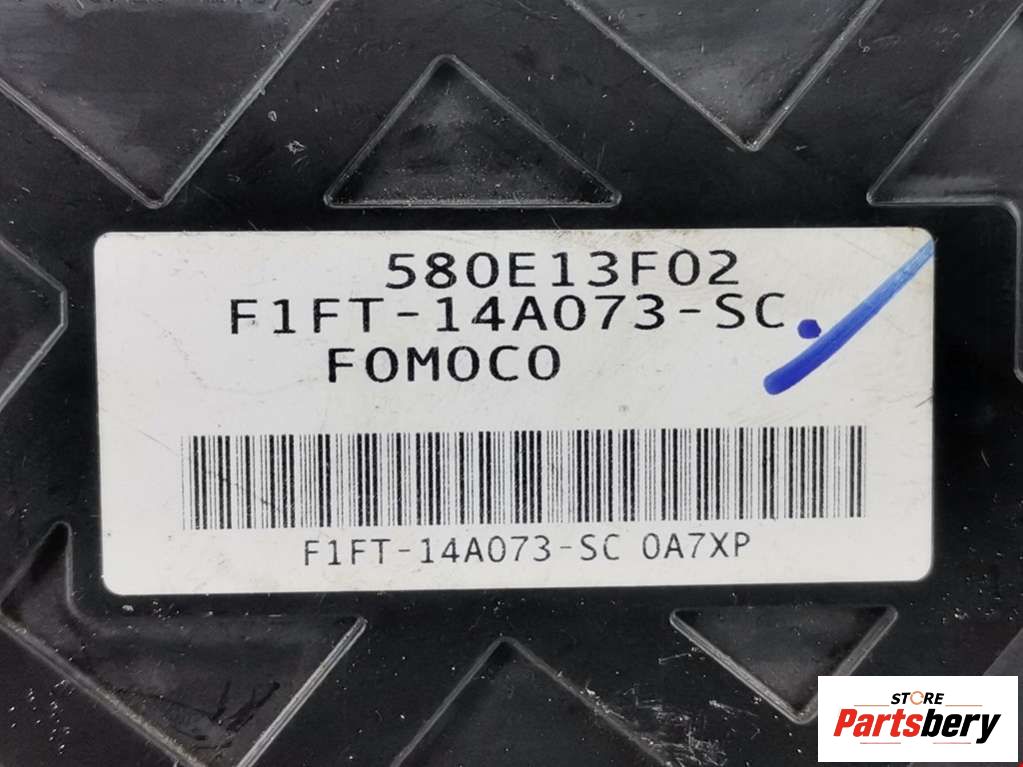 580E13F02
F1FT-14A073-SC
FOMOCO
F1FT-14A073-SC 0A7XP
STORE
Partsbery